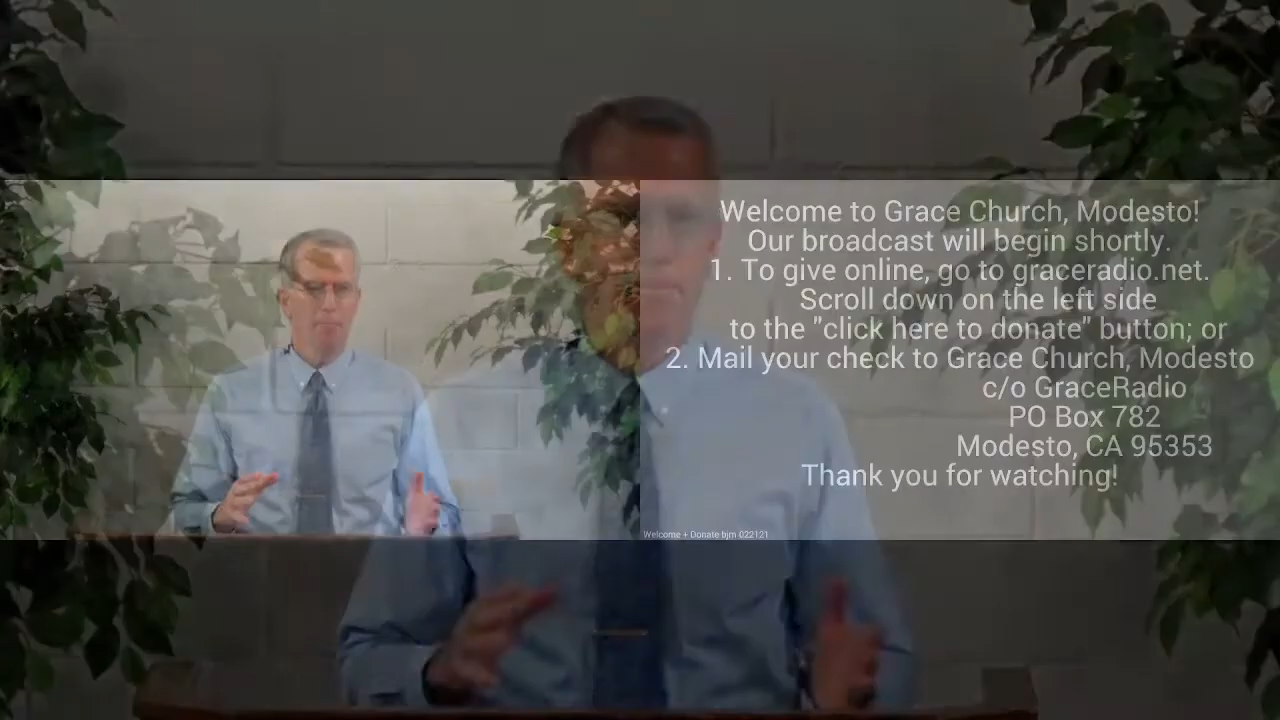 Welcome to Grace Church, Modesto!
Our broadcast will begin shortly.
1. To give online, go to graceradio.net.
Scroll down on the left side
to the "click here to donate" button; or
2. Mail your check to Grace Church, Modesto
c/o GraceRadio
PO Box 782
Modesto, CA 95353
Thank you for watching!
Welcome + Donate bjm 022121